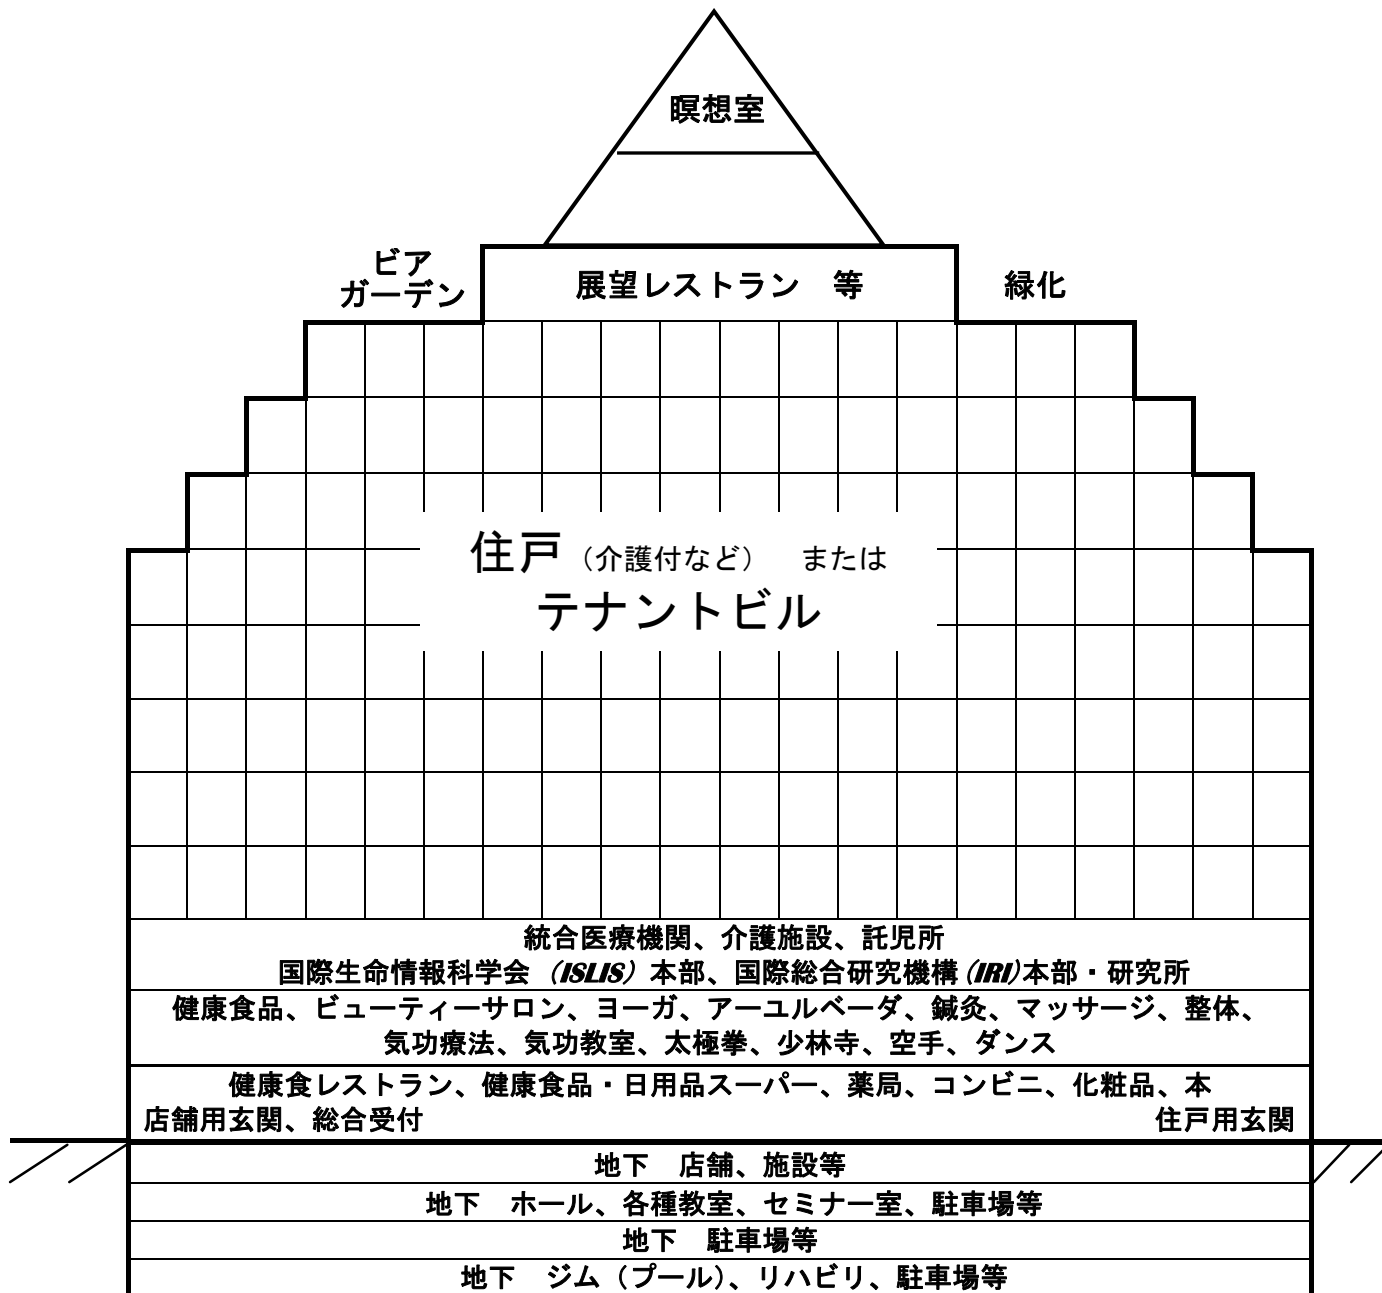 瞑想室
ビア
ガーデン
展望レストラン　等
緑化
住戸（介護付など）　または
テナントビル
統合医療機関、介護施設、託児所
国際生命情報科学会（ISLIS）本部、国際総合研究機構(IRI)本部・研究所
健康食品、ビューティーサロン、ヨーガ、アーユルベーダ、鍼灸、マッサージ、整体、
気功療法、気功教室、太極拳、少林寺、空手、ダンス
健康食レストラン、健康食品・日用品スーパー、薬局、コンビニ、化粧品、本
店舗用玄関、総合受付　住戸用玄関
地下　店舗、施設等
地下　ホール、各種教室、セミナー室、駐車場等
地下　駐車場等
地下　ジム（プール）、リハビリ、駐車場等